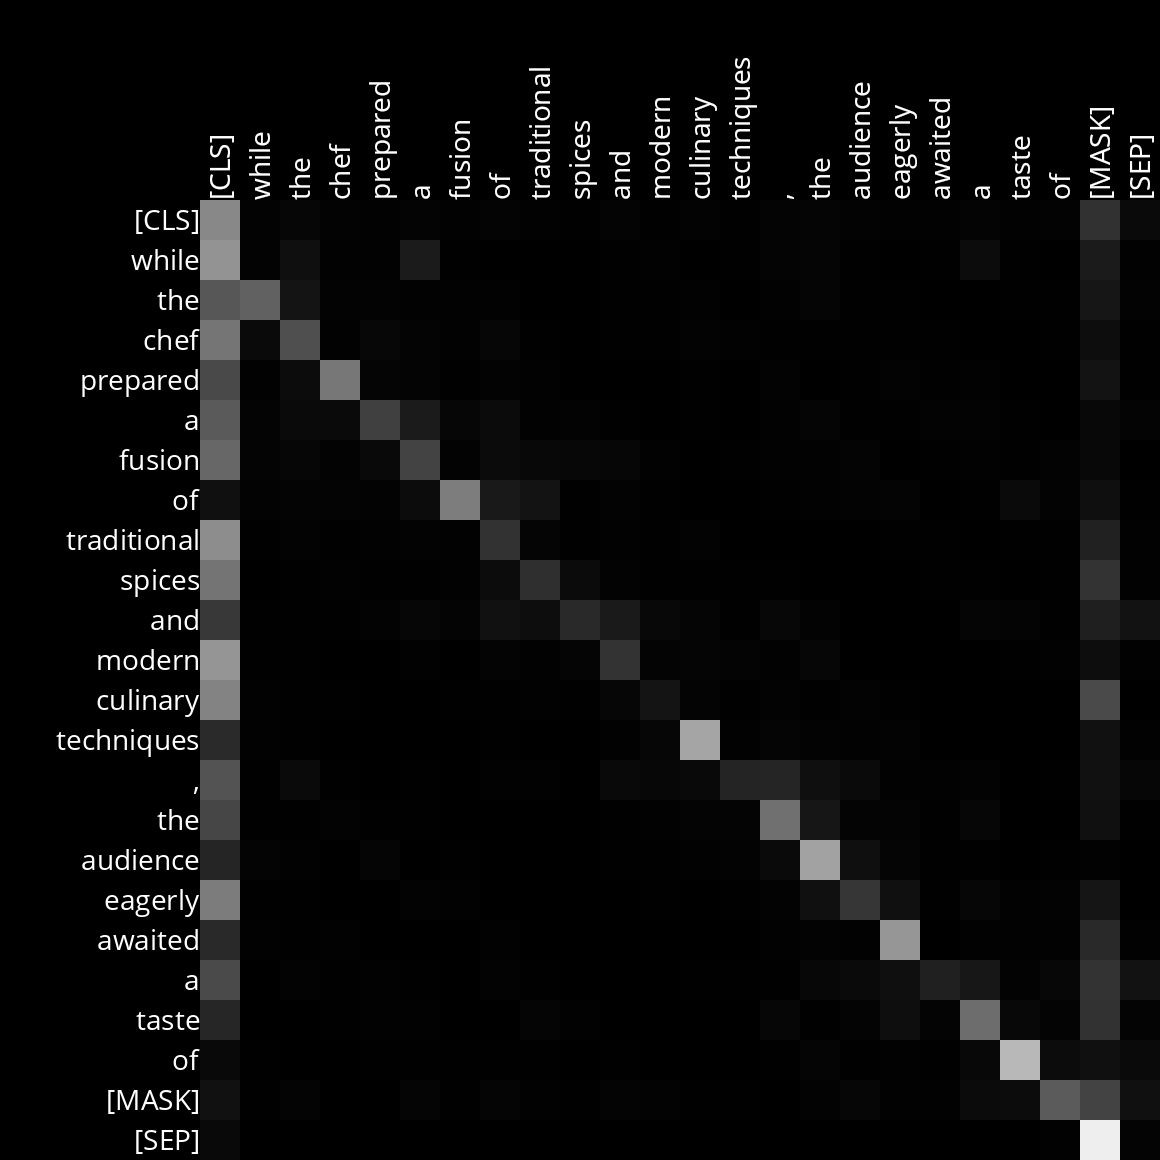 [CLS]
while
the
chef
prepared
a
fusion
of
traditional
spices
and
modern
culinary
techniques
,
the
audience
eagerly
awaited
a
taste
of
[MASK]
[SEP]
[CLS]
while
the
chef
prepared
a
fusion
of
traditional
spices
and
modern
culinary
techniques
,
the
audience
eagerly
awaited
a
taste
of
[MASK]
[SEP]